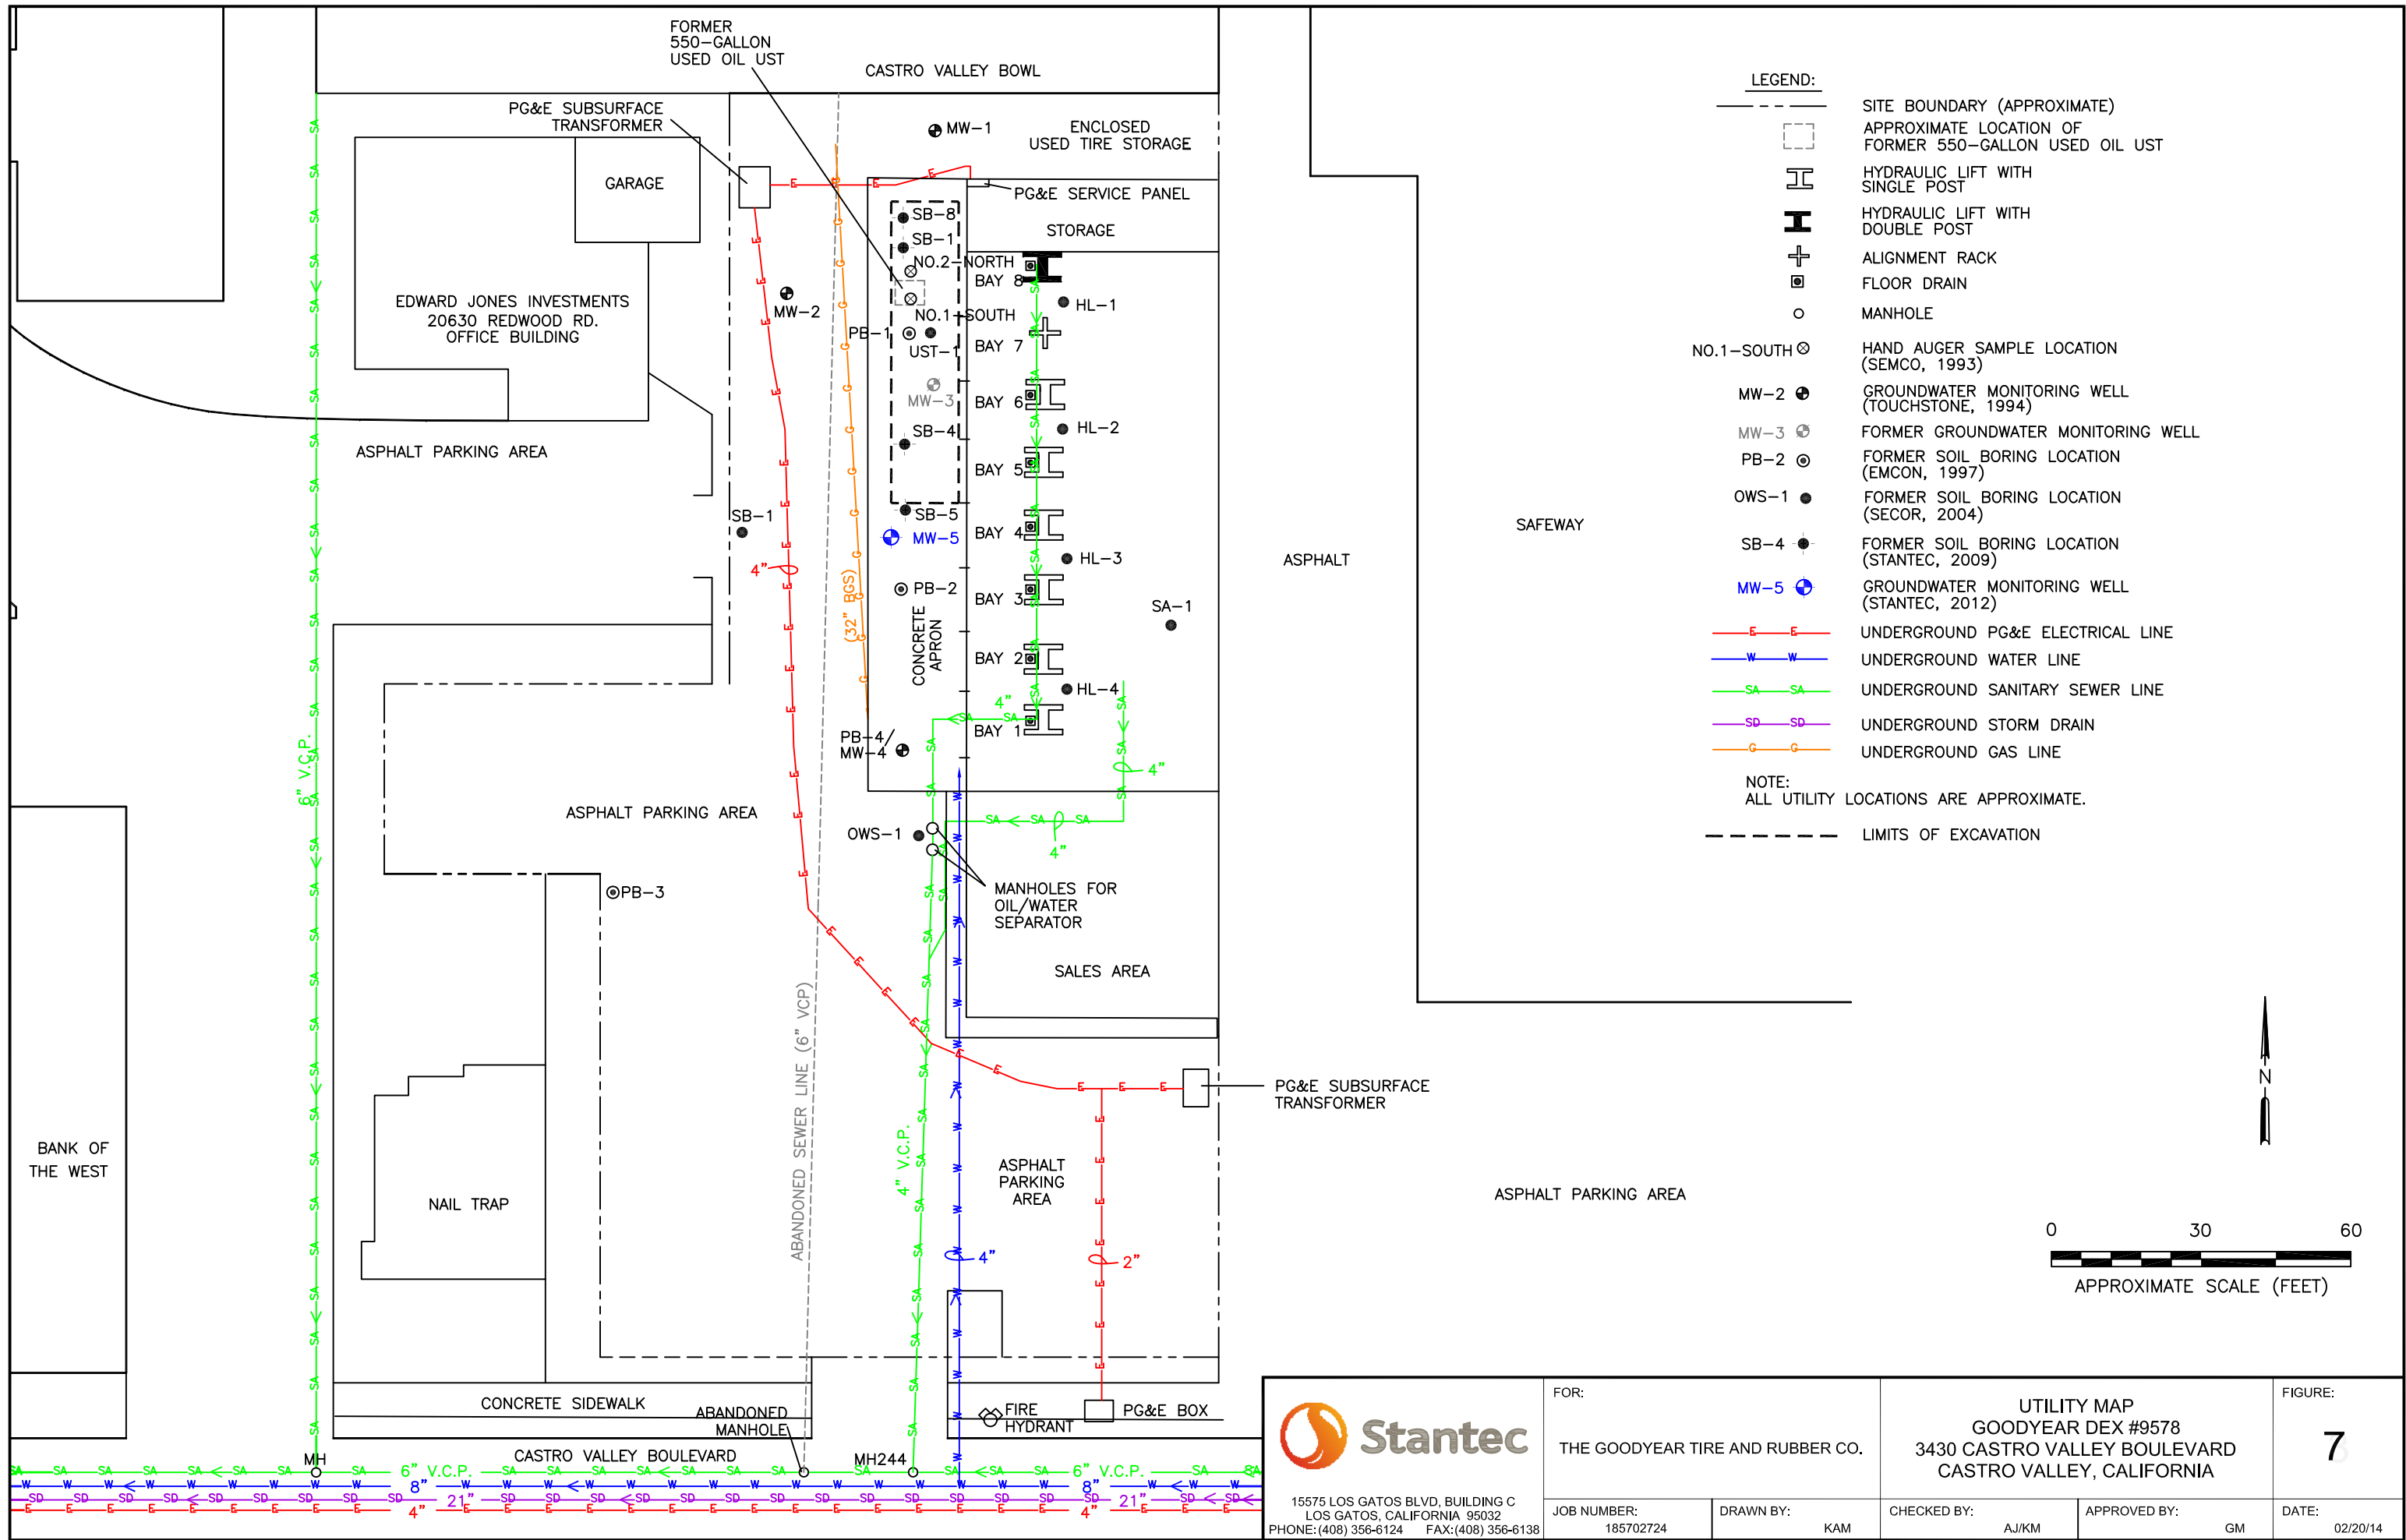 FORMER
550-GALLON
USED OIL UST
CASTRO VALLEY BOWL
PG&E SUBSURFACE
TRANSFORMER
MW-1
ENCLOSED
USED TIRE STORAGE
GARAGE
PG&E SERVICE PANEL
STORAGE
SB-8
SB-1
NO.2-NORTH
BAY 8
HL-1
EDWARD JONES INVESTMENTS
20630 REDWOOD RD.
OFFICE BUILDING
MW-2
NO.1-SOUTH
PB-1
UST-1
BAY 7
MW-3
BAY 6
SB-4
HL-2
ASPHALT PARKING AREA
BAY 5
SB-1
SB-5
MW-5
BAY 4
HL-3
4"
(32" BGS)
PB-2
BAY 3
SA-1
CONCRETE
APRON
BAY 2
HL-4
4"
BAY 1
PB-4/
MW-4
6" V.C.P.
4"
ASPHALT PARKING AREA
OWS-1
4"
PB-3
MANHOLES FOR
OIL/WATER
SEPARATOR
SALES AREA
ABANDONED SEWER LINE (6" VCP)
PG&E SUBSURFACE
TRANSFORMER
BANK OF
THE WEST
NAIL TRAP
4" V.C.P.
ASPHALT
PARKING
AREA
4"
2"
CONCRETE SIDEWALK
ABANDONED
MANHOLE
FIRE
HYDRANT
PG&E BOX
MH
CASTRO VALLEY BOULEVARD
MH244
6" V.C.P.
6" V.C.P.
8"
8"
21"
21"
4"
4"
ASPHALT
SAFEWAY
ASPHALT PARKING AREA
LEGEND:
SITE BOUNDARY (APPROXIMATE)
APPROXIMATE LOCATION OF
FORMER 550-GALLON USED OIL UST
HYDRAULIC LIFT WITH
SINGLE POST
HYDRAULIC LIFT WITH
DOUBLE POST
ALIGNMENT RACK
FLOOR DRAIN
MANHOLE
NO.1-SOUTH HAND AUGER SAMPLE LOCATION
(SEMCO, 1993)
MW-2 GROUNDWATER MONITORING WELL
(TOUCHSTONE, 1994)
MW-3 FORMER GROUNDWATER MONITORING WELL
PB-2 FORMER SOIL BORING LOCATION
(EMCON, 1997)
OWS-1 FORMER SOIL BORING LOCATION
(SECOR, 2004)
SB-4 FORMER SOIL BORING LOCATION
(STANTEC, 2009)
MW-5 GROUNDWATER MONITORING WELL
(STANTEC, 2012)
E E UNDERGROUND PG&E ELECTRICAL LINE
W W UNDERGROUND WATER LINE
SA SA UNDERGROUND SANITARY SEWER LINE
SD SD UNDERGROUND STORM DRAIN
G G UNDERGROUND GAS LINE
NOTE:
ALL UTILITY LOCATIONS ARE APPROXIMATE.
LIMITS OF EXCAVATION
N
0 30 60
APPROXIMATE SCALE (FEET)
Stantec
15575 LOS GATOS BLVD, BUILDING C
LOS GATOS, CALIFORNIA 95032
PHONE:(408) 356-6124 FAX:(408) 356-6138
FOR:
THE GOODYEAR TIRE AND RUBBER CO.
UTILITY MAP
GOODYEAR DEX #9578
3430 CASTRO VALLEY BOULEVARD
CASTRO VALLEY, CALIFORNIA
FIGURE:
7
JOB NUMBER:
185702724
DRAWN BY:
KAM
CHECKED BY:
AJ/KM
APPROVED BY:
GM
DATE:
02/20/14